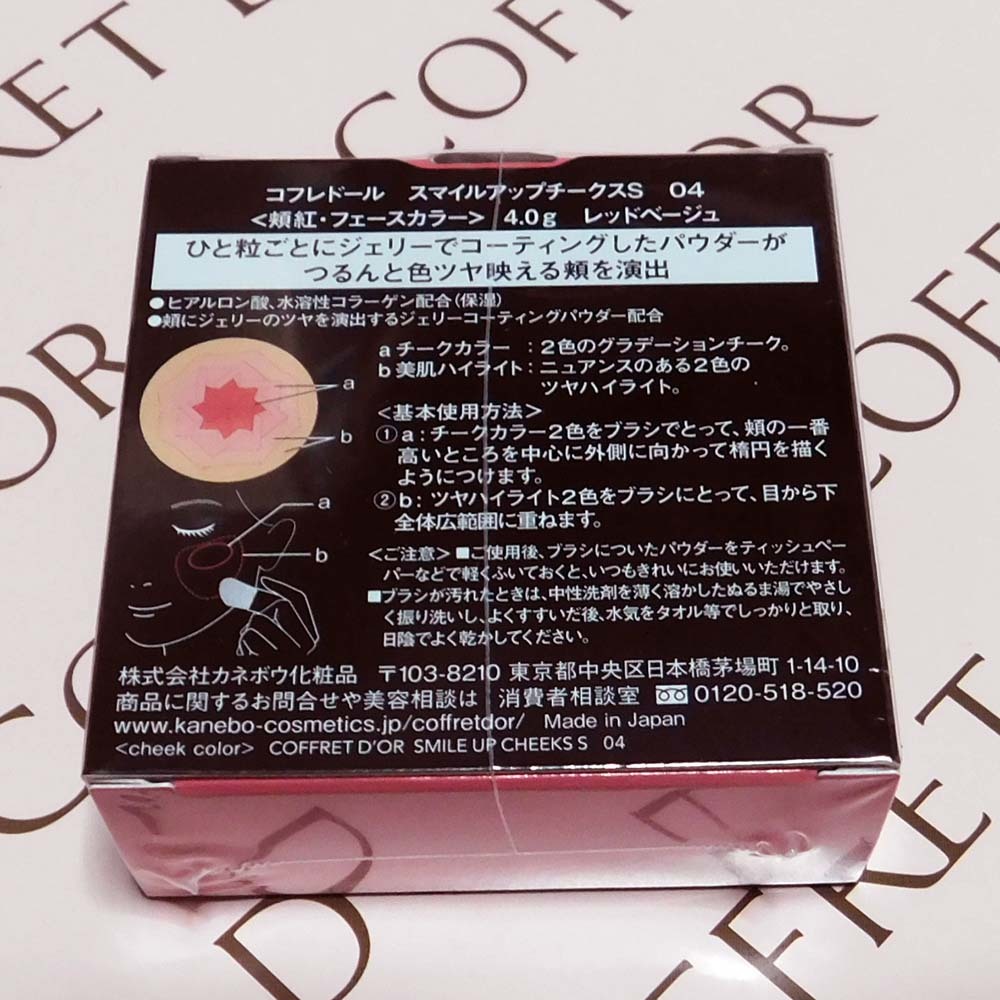 コフレドール スマイルアップチークスS 04
<頬紅・フェースカラー> 4.0g レッドベージュ
ひと粒ごとにジェリーでコーティングしたパウダーが
つるんと色ツヤ映える頬を演出
●ヒアルロン酸、水溶性コラーゲン配合(保湿)
●頬にジェリーのツヤを演出するジェリーコーティングパウダー配合
a チークカラー : 2色のグラデーションチーク。
b 美肌ハイライト : ニュアンスのある2色の
ツヤハイライト。
a
b
<基本使用方法>
① a : チークカラー2色をブラシでとって、頬の一番
高いところを中心に外側に向かって楕円を描く
ようにつけます。
② b : ツヤハイライト2色をブラシにとって、目から下
全体広範囲に重ねます。
a
b
<ご注意> ■ご使用後、ブラシについたパウダーをティッシュペー
パーなどで軽くふいておくと、いつもきれいにお使いいただけます。
■ブラシが汚れたときは、中性洗剤を薄く溶かしたぬるま湯でやさし
く振り洗いし、よくすすいだ後、水気をタオル等でしっかりと取り、
日陰でよく乾かしてください。
株式会社カネボウ化粧品 〒103-8210 東京都中央区日本橋茅場町 1-14-10
商品に関するお問合せや美容相談は 消費者相談室 0120-518-520
www.kanebo-cosmetics.jp/coffretdor/ Made in Japan
<cheek color> COFFRET D'OR SMILE UP CHEEKS S 04